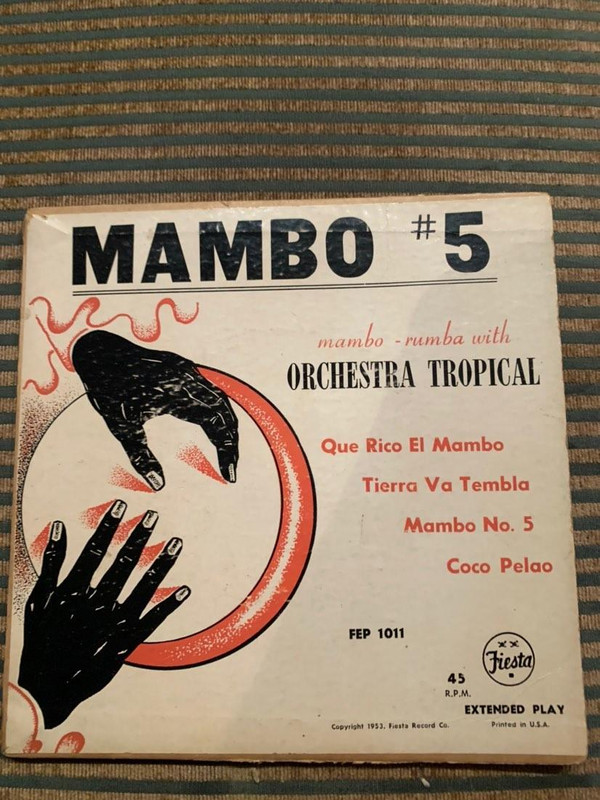 MAMBO #5
mambo - rumba with
ORCHESTRA TROPICAL
Que Rico El Mambo
Tierra Va Tembla
Mambo No. 5
Coco Pelao
FEP 1011
Fiesta
45
R.P.M.
EXTENDED PLAY
Copyright 1953, Fiesta Record Co.
Printed in U.S.A.